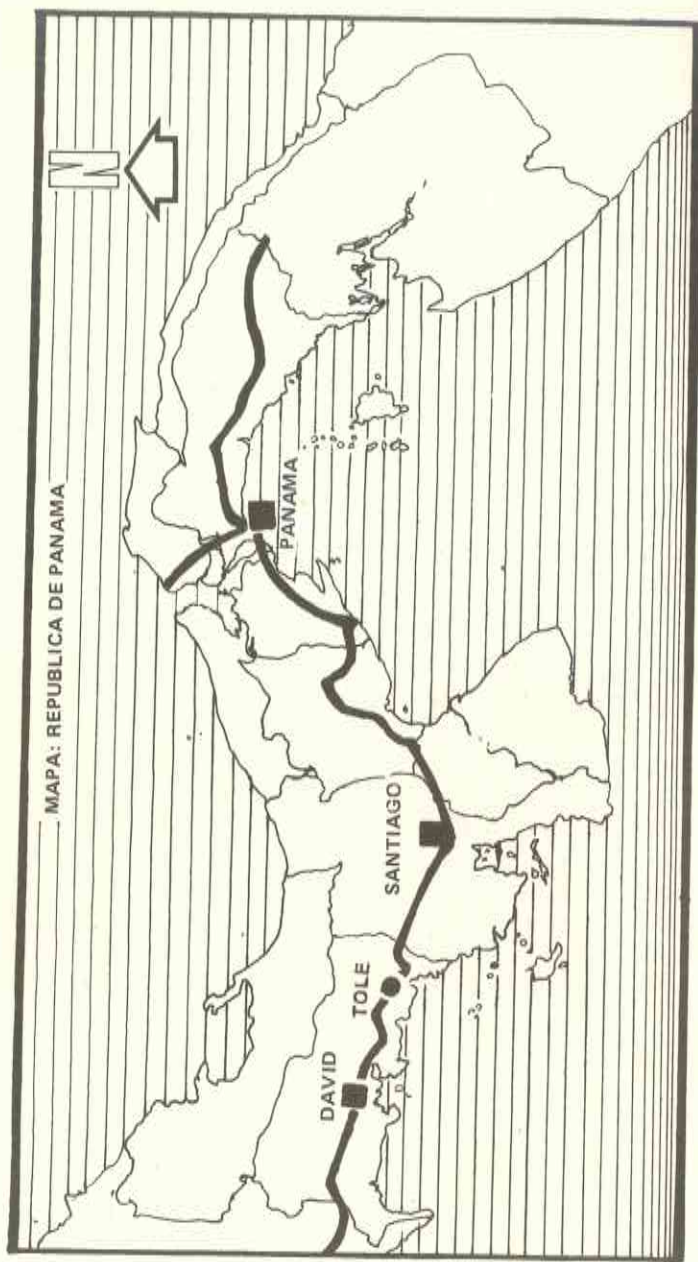 MAPA: REPUBLICA DE PANAMA
N
PANAMA
SANTIAGO
TOLE
DAVID